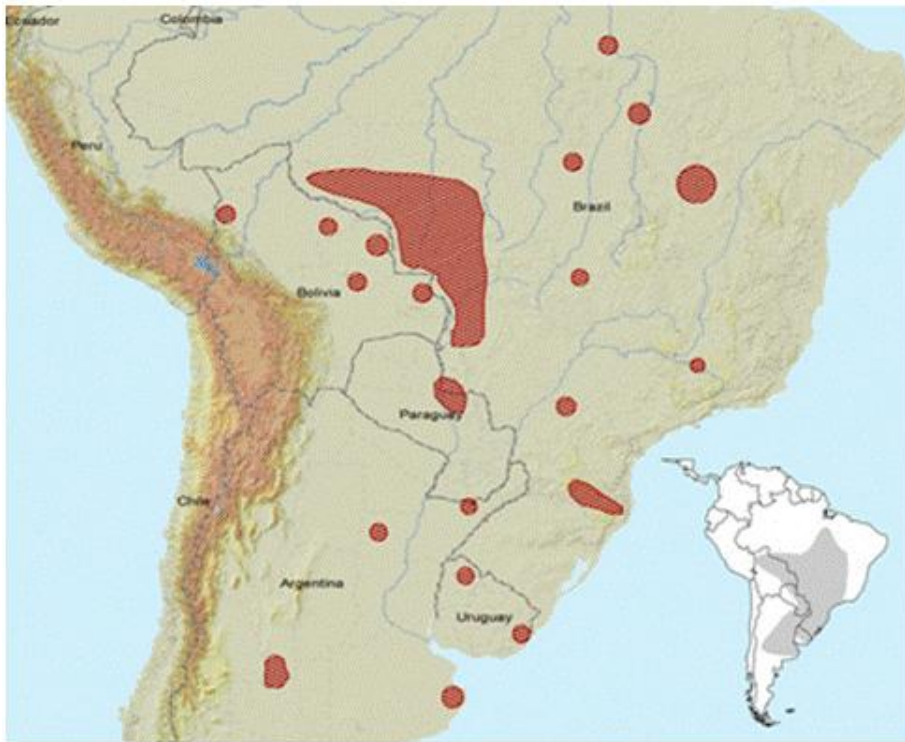 Ecuador
Colombia
Peru
Brazil
Bolivia
Paraguay
Chile
Argentina
Uruguay